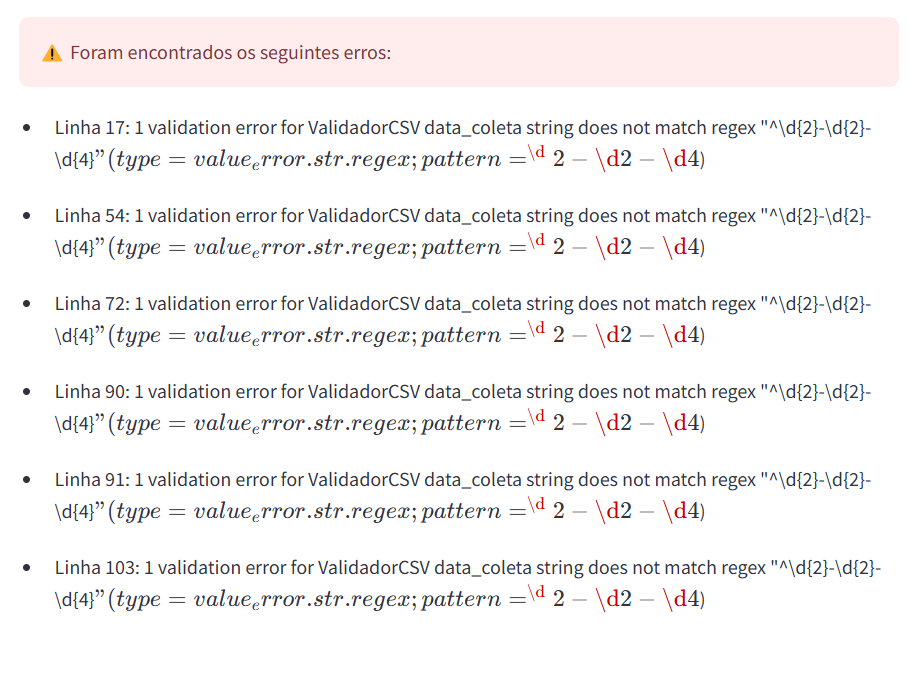 ⚠ Foram encontrados os seguintes erros:
• Linha 17: 1 validation error for ValidadorCSV data_coleta string does not match regex "^\d{2}-\d{2}-
\d{4}” (type = value_error.str.regex; pattern =^\d 2 − \d2 − \d4)
• Linha 54: 1 validation error for ValidadorCSV data_coleta string does not match regex "^\d{2}-\d{2}-
\d{4}” (type = value_error.str.regex; pattern =^\d 2 − \d2 − \d4)
• Linha 72: 1 validation error for ValidadorCSV data_coleta string does not match regex "^\d{2}-\d{2}-
\d{4}” (type = value_error.str.regex; pattern =^\d 2 − \d2 − \d4)
• Linha 90: 1 validation error for ValidadorCSV data_coleta string does not match regex "^\d{2}-\d{2}-
\d{4}” (type = value_error.str.regex; pattern =^\d 2 − \d2 − \d4)
• Linha 91: 1 validation error for ValidadorCSV data_coleta string does not match regex "^\d{2}-\d{2}-
\d{4}” (type = value_error.str.regex; pattern =^\d 2 − \d2 − \d4)
• Linha 103: 1 validation error for ValidadorCSV data_coleta string does not match regex "^\d{2}-\d{2}-
\d{4}” (type = value_error.str.regex; pattern =^\d 2 − \d2 − \d4)